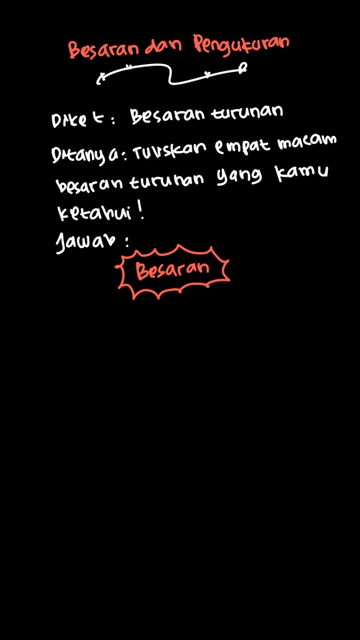 Besaran dan Pengukuran
Diket : Besaran turunan
Ditanya : Tuliskan empat macam
besaran turunan yang kamu
ketahui!
Jawab :
Besaran